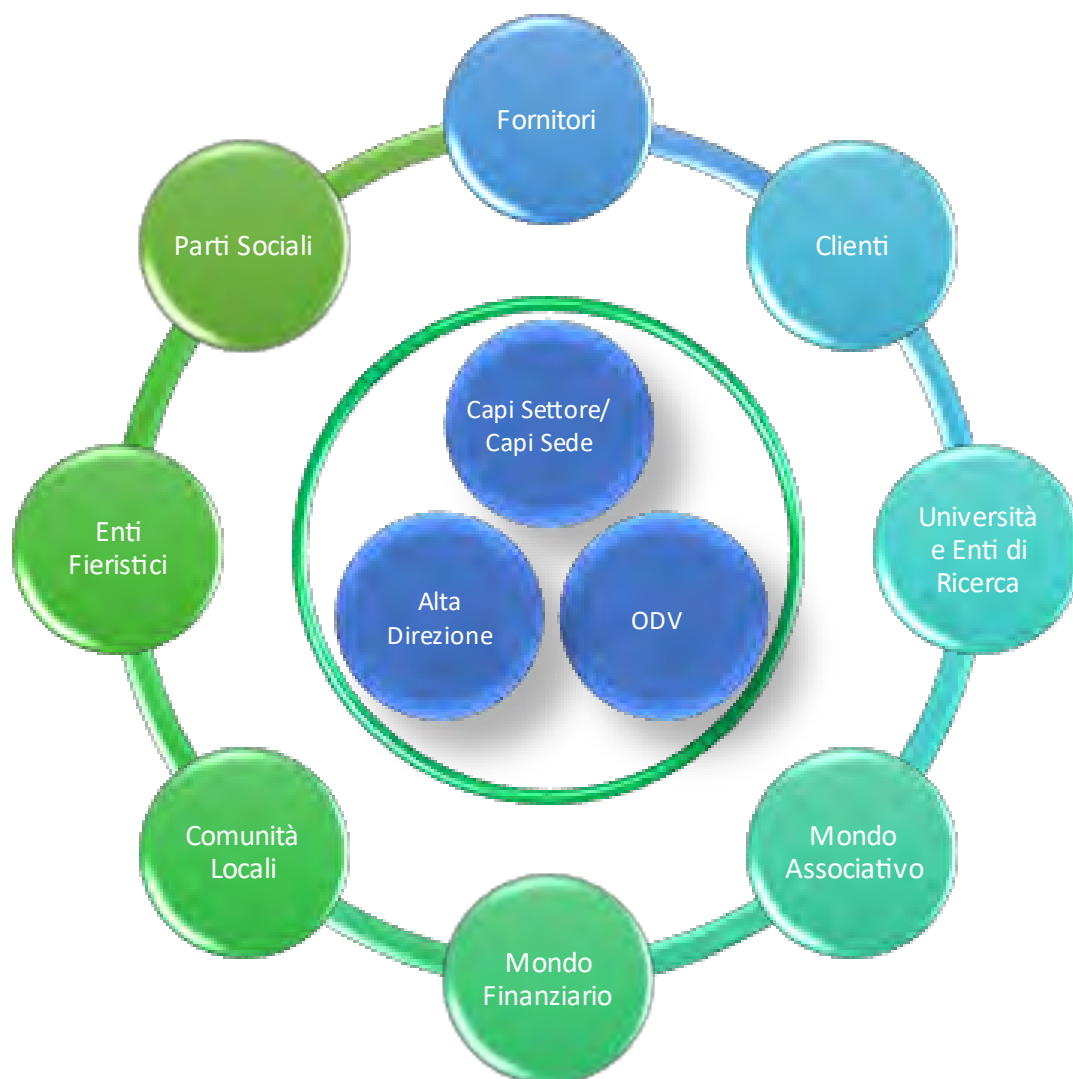 Fornitori
Clienti
Università
e Enti di
Ricerca
Mondo
Associativo
Mondo
Finanziario
Comunità
Locali
Enti
Fieristici
Parti Sociali
Capi Settore/
Capi Sede
ODV
Alta
Direzione